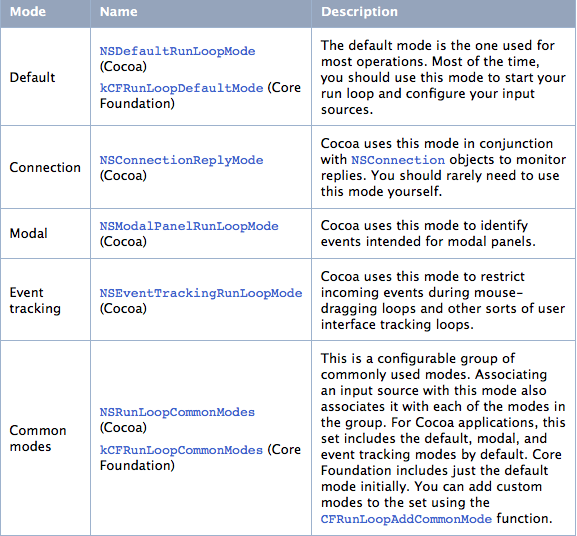 Mode Name Description
Default
NSDefaultRunLoopMode
(Cocoa)
kCFRunLoopDefaultMode (Core
Foundation)
The default mode is the one used for
most operations. Most of the time,
you should use this mode to start your
run loop and configure your input
sources.
Connection
NSConnectionReplyMode
(Cocoa)
Cocoa uses this mode in conjunction
with NSConnection objects to monitor
replies. You should rarely need to use
this mode yourself.
Modal
NSModalPanelRunLoopMode
(Cocoa)
Cocoa uses this mode to identify
events intended for modal panels.
Event
tracking
NSEventTrackingRunLoopMode
(Cocoa)
Cocoa uses this mode to restrict
incoming events during mouse-
dragging loops and other sorts of user
interface tracking loops.
Common
modes
NSRunLoopCommonModes
(Cocoa)
kCFRunLoopCommonModes (Core
Foundation)
This is a configurable group of
commonly used modes. Associating
an input source with this mode also
associates it with each of the modes in
the group. For Cocoa applications, this
set includes the default, modal, and
event tracking modes by default. Core
Foundation includes just the default
mode initially. You can add custom
modes to the set using the
CFRunLoopAddCommonMode function.